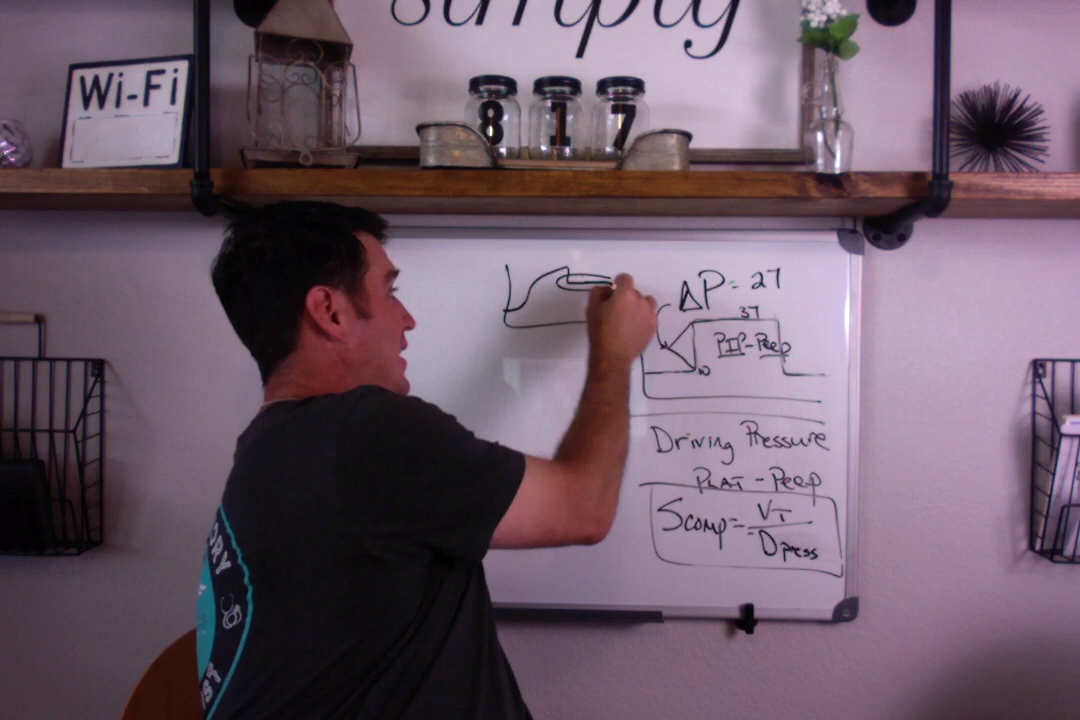 simply
Wi-Fi
8 1 7
ΔP = 27
37
PIP-Peep
Driving Pressure
PLAT - Peep
Scomp = VT
Dpress